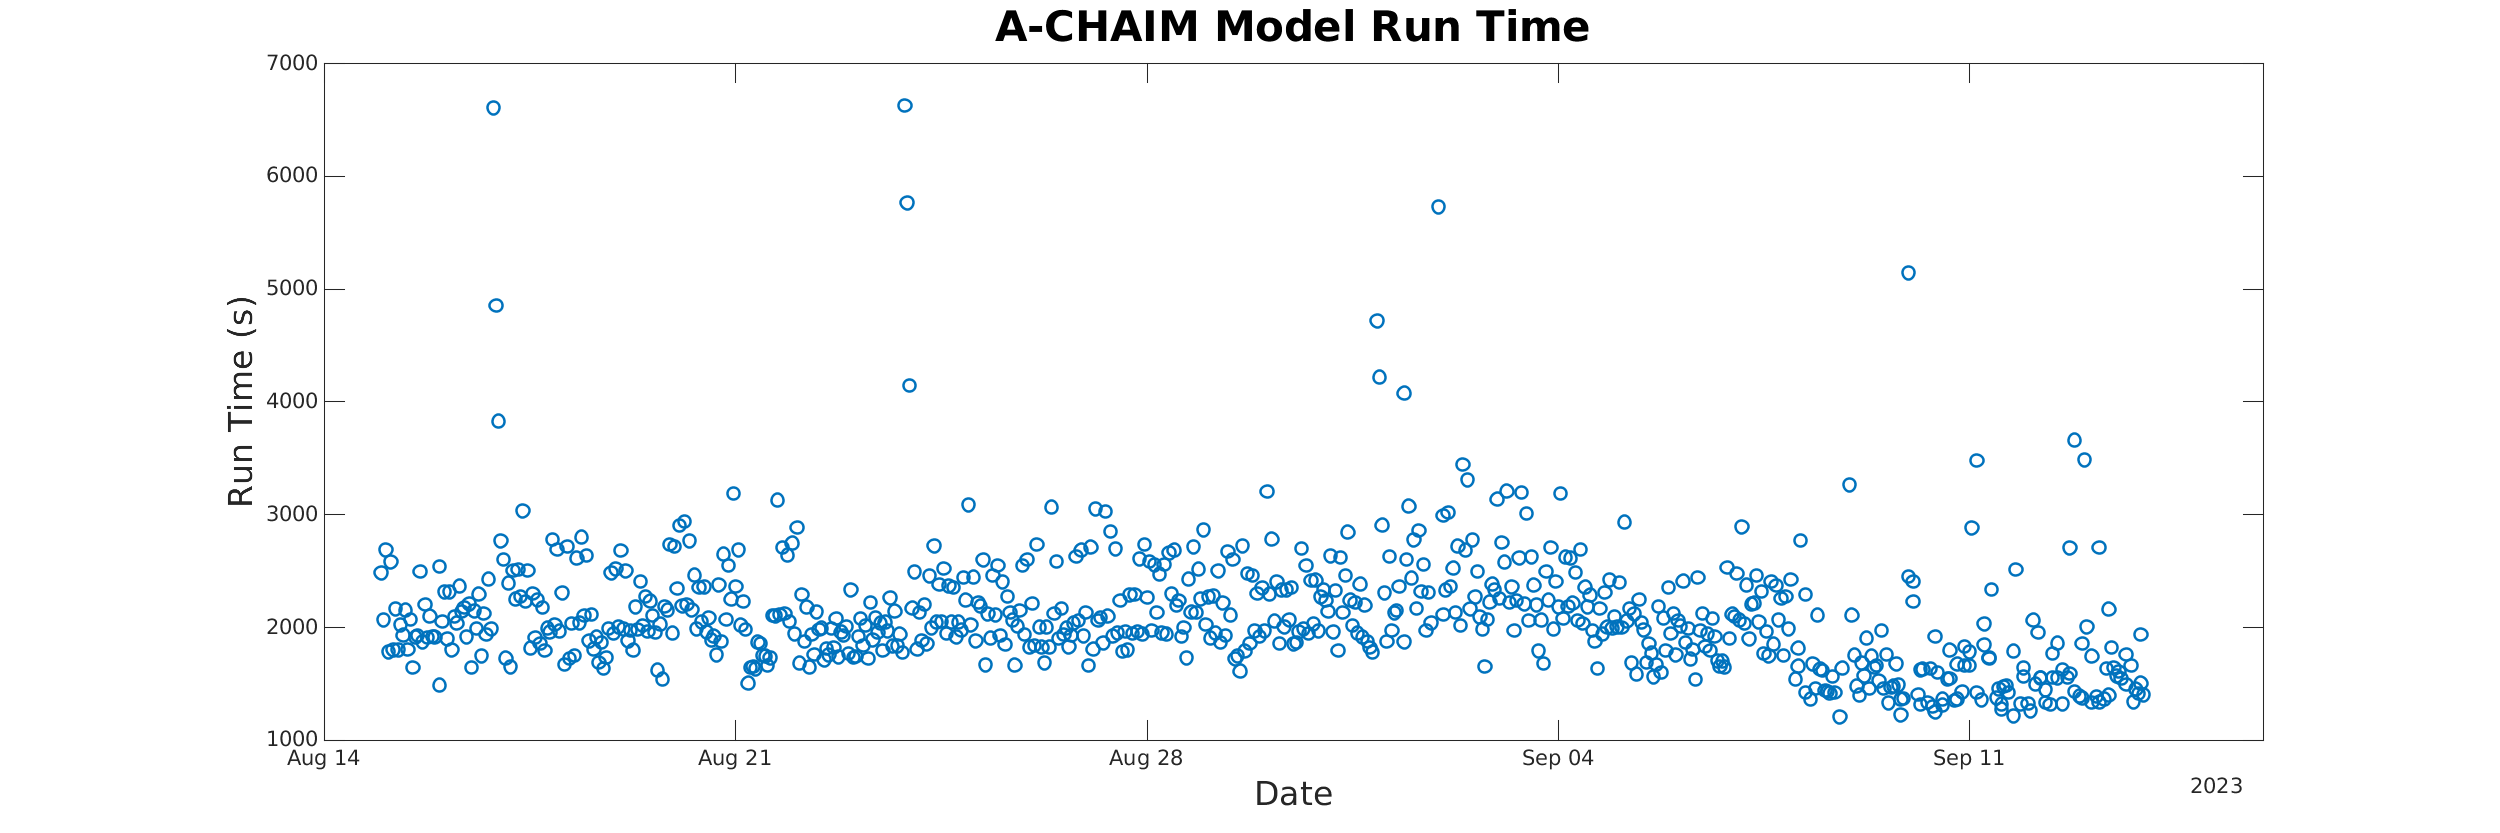 A-CHAIM Model Run Time
7000
6000
5000
4000
3000
2000
1000
Run Time (s)
Aug 14 Aug 21 Aug 28 Sep 04 Sep 11
2023
Date